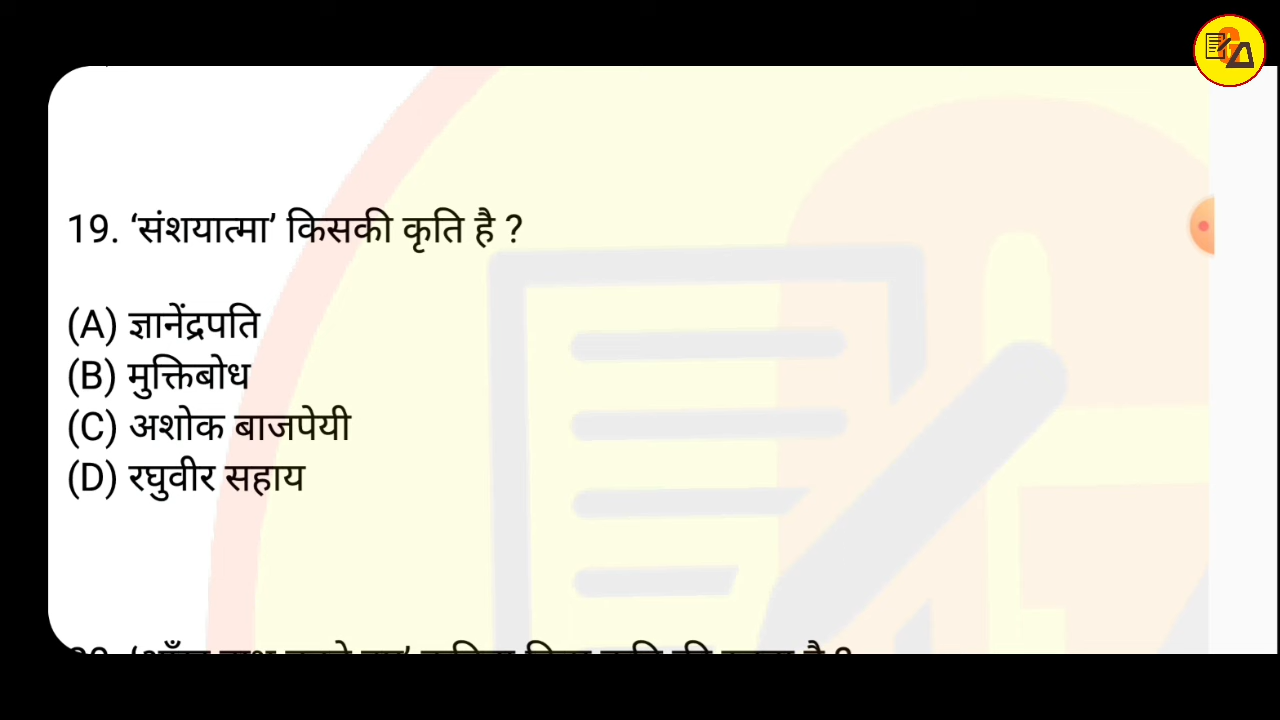 19. ‘संशयात्मा’ किसकी कृति है ?
(A) ज्ञानेंद्रपति
(B) मुक्तिबोध
(C) अशोक बाजपेयी
(D) रघुवीर सहाय